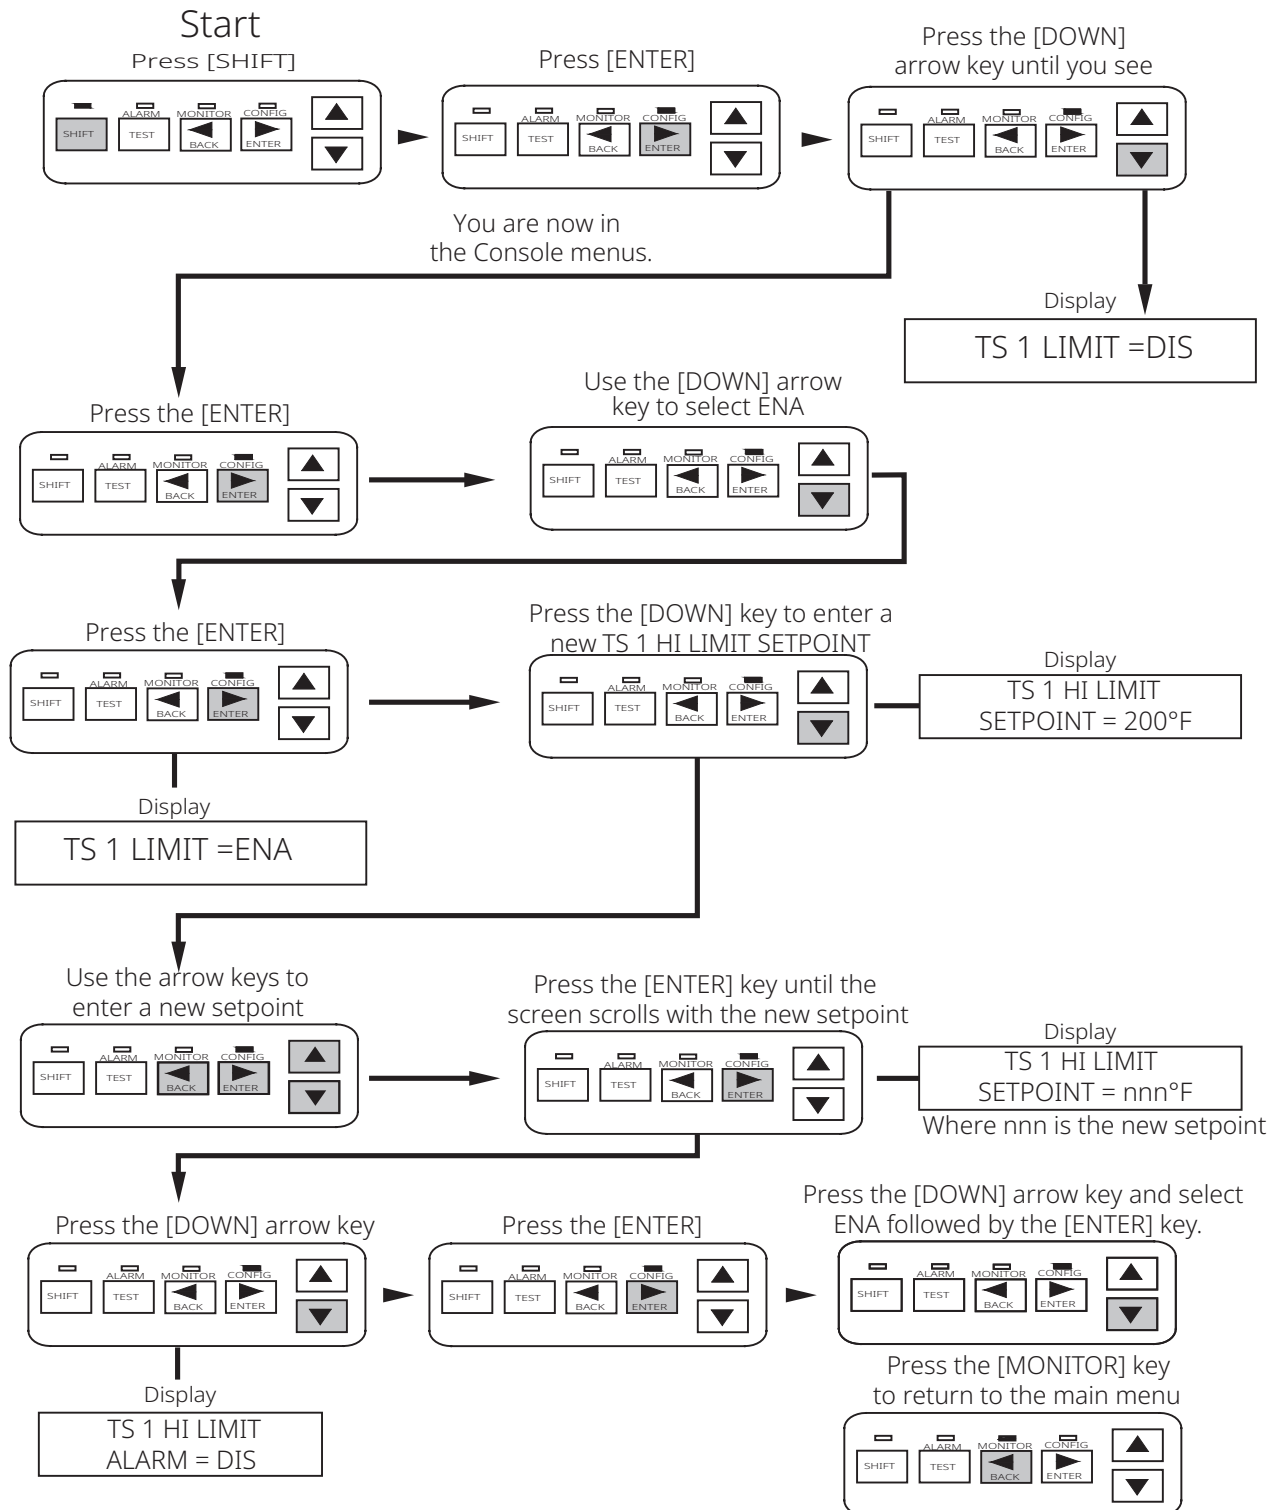 Start
Press [SHIFT]
ALARM MONITOR CONFIG
SHIFT TEST BACK ENTER
Press [ENTER]
ALARM MONITOR CONFIG
SHIFT TEST BACK ENTER
Press the [DOWN]
arrow key until you see
ALARM MONITOR CONFIG
SHIFT TEST BACK ENTER
You are now in
the Console menus.
Display
TS 1 LIMIT =DIS
Press the [ENTER]
ALARM MONITOR CONFIG
SHIFT TEST BACK ENTER
Use the [DOWN] arrow
key to select ENA
ALARM MONITOR CONFIG
SHIFT TEST BACK ENTER
Press the [ENTER]
ALARM MONITOR CONFIG
SHIFT TEST BACK ENTER
Display
TS 1 LIMIT =ENA
Press the [DOWN] key to enter a
new TS 1 HI LIMIT SETPOINT
ALARM MONITOR CONFIG
SHIFT TEST BACK ENTER
Display
TS 1 HI LIMIT
SETPOINT = 200°F
Use the arrow keys to
enter a new setpoint
ALARM MONITOR CONFIG
SHIFT TEST BACK ENTER
Press the [ENTER] key until the
screen scrolls with the new setpoint
ALARM MONITOR CONFIG
SHIFT TEST BACK ENTER
Display
TS 1 HI LIMIT
SETPOINT = nnn°F
Where nnn is the new setpoint
Press the [DOWN] arrow key
ALARM MONITOR CONFIG
SHIFT TEST BACK ENTER
Display
TS 1 HI LIMIT
ALARM = DIS
Press the [ENTER]
ALARM MONITOR CONFIG
SHIFT TEST BACK ENTER
Press the [DOWN] arrow key and select
ENA followed by the [ENTER] key.
ALARM MONITOR CONFIG
SHIFT TEST BACK ENTER
Press the [MONITOR] key
to return to the main menu
ALARM MONITOR CONFIG
SHIFT TEST BACK ENTER